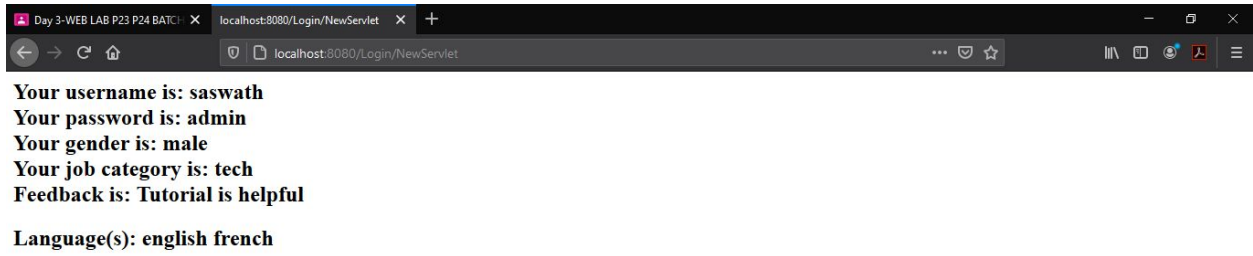 Day 3-WEB LAB P23 P24 BATCH
localhost:8080/Login/NewServlet
localhost:8080/Login/NewServlet
Your username is: saswath
Your password is: admin
Your gender is: male
Your job category is: tech
Feedback is: Tutorial is helpful
Language(s): english french